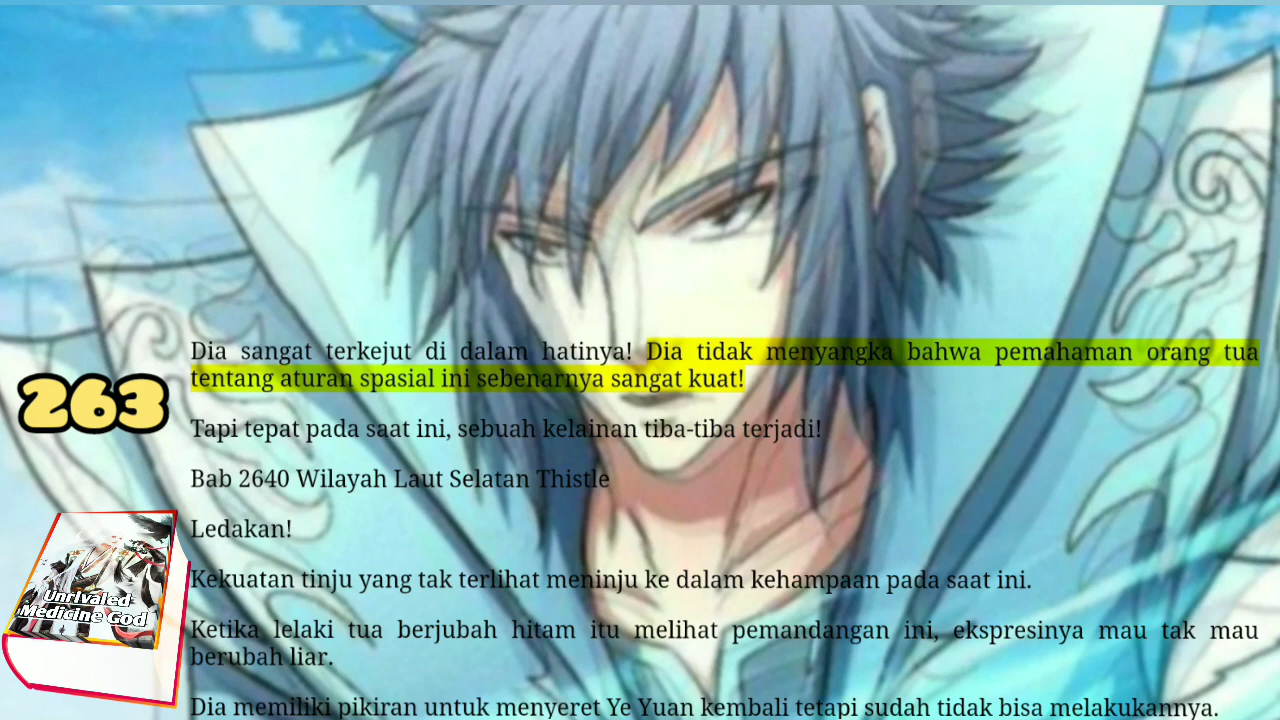 Dia sangat terkejut di dalam hatinya! Dia tidak menyangka bahwa pemahaman orang tua
tentang aturan spasial ini sebenarnya sangat kuat!
263
Tapi tepat pada saat ini, sebuah kelainan tiba-tiba terjadi!
Bab 2640 Wilayah Laut Selatan Thistle
Ledakan!
Kekuatan tinju yang tak terlihat meninju ke dalam kehampaan pada saat ini.
Unrivaled
Medicine God
Ketika lelaki tua berjubah hitam itu melihat pemandangan ini, ekspresinya mau tak mau
berubah liar.
Dia memiliki pikiran untuk menyeret Ye Yuan kembali tetapi sudah tidak bisa melakukannya.